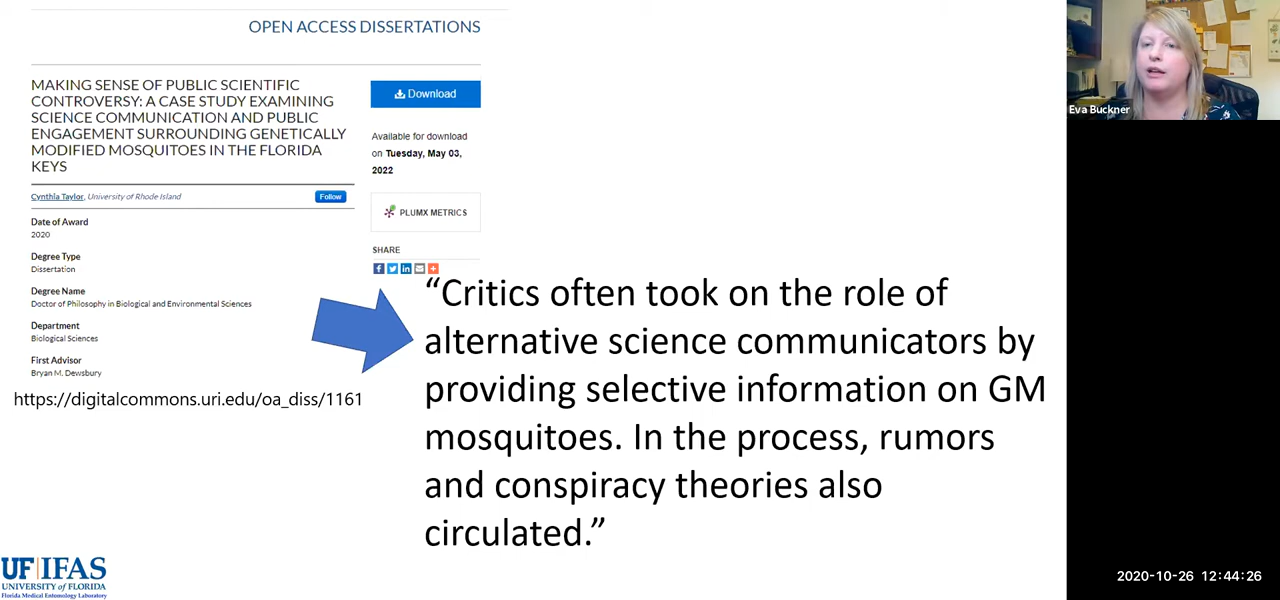 OPEN ACCESS DISSERTATIONS
MAKING SENSE OF PUBLIC SCIENTIFIC
CONTROVERSY: A CASE STUDY EXAMINING
SCIENCE COMMUNICATION AND PUBLIC
ENGAGEMENT SURROUNDING GENETICALLY
MODIFIED MOSQUITOES IN THE FLORIDA
KEYS
Cynthia Taylor, University of Rhode Island
Follow
Date of Award
2020
Degree Type
Dissertation
Degree Name
Doctor of Philosophy in Biological and Environmental Sciences
Department
Biological Sciences
First Advisor
Bryan M. Dewsbury
https://digitalcommons.uri.edu/oa_diss/1161
Download
Available for download
on Tuesday, May 03,
2022
PLUMX METRICS
SHARE
“Critics often took on the role of
alternative science communicators by
providing selective information on GM
mosquitoes. In the process, rumors
and conspiracy theories also
circulated.”
UF|IFAS
UNIVERSITY of FLORIDA
Florida Medical Entomology Laboratory
Eva Buckner
2020-10-26 12:44:26